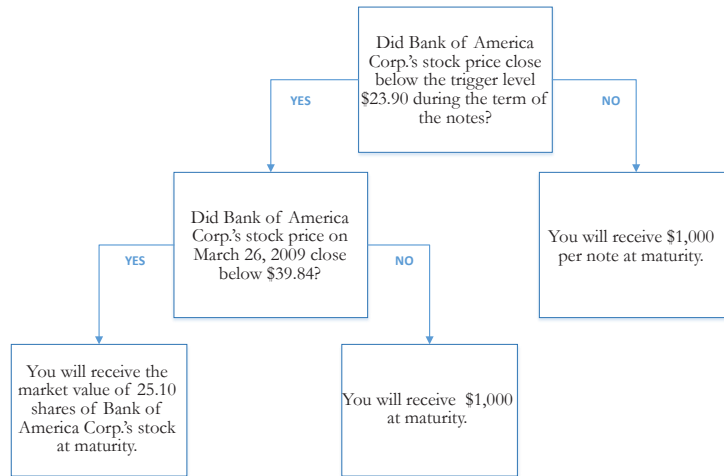 Did Bank of America
Corp.'s stock price close
below the trigger level
$23.90 during the term of
the notes?
YES
NO
Did Bank of America
Corp.'s stock price on
March 26, 2009 close
below $39.84?
You will receive $1,000
per note at maturity.
YES
NO
You will receive the
market value of 25.10
shares of Bank of
America Corp.'s stock
at maturity.
You will receive $1,000
at maturity.